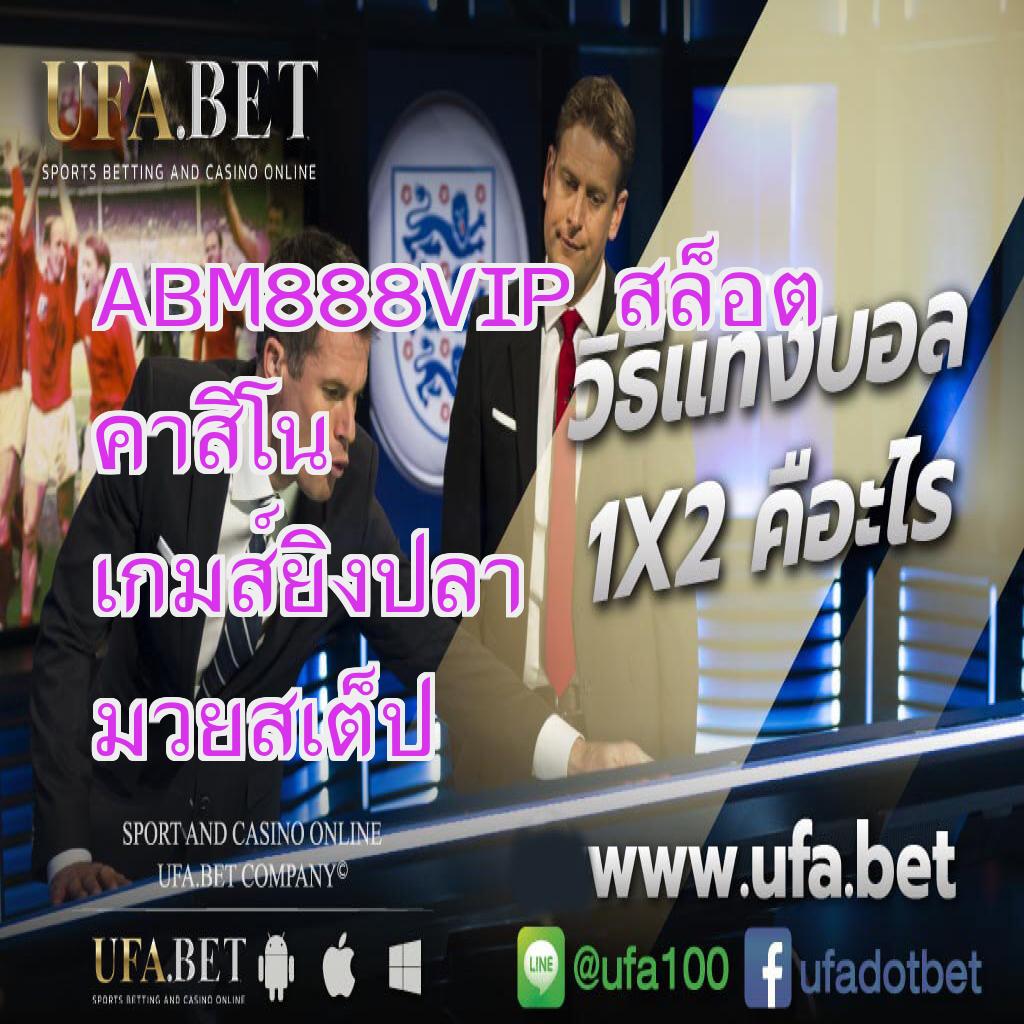 UFA.BET
SPORTS BETTING AND CASINO ONLINE
ABM888VIP สล็อต
คาสิโน
เกมส์ยิงปลา
มวยสเต็ป
วิธีแทงบอล
1X2 คืออะไร
SPORT AND CASINO ONLINE
UFA.BET COMPANY©
www.ufa.bet
UFA.BET
SPORTS BETTING AND CASINO ONLINE
LINE @ufa100
f ufadotbet